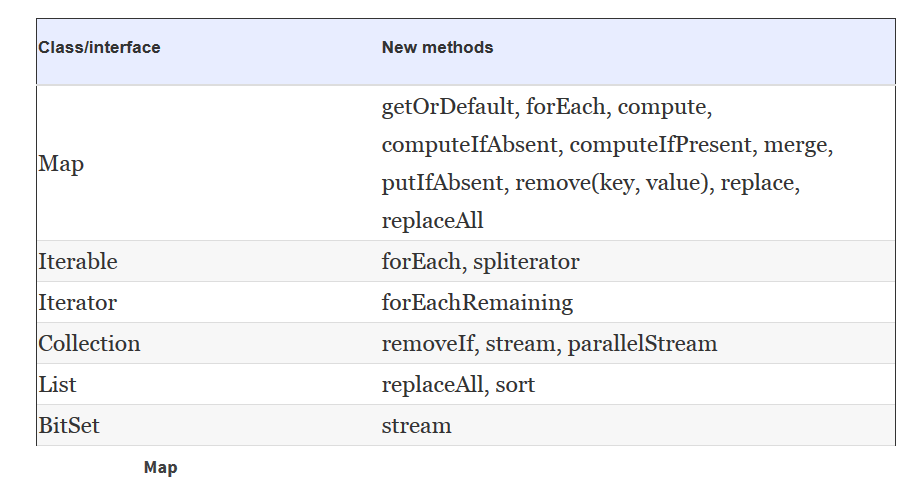 Class/interface New methods
Map getOrDefault, forEach, compute,
computeIfAbsent, computeIfPresent, merge,
putIfAbsent, remove(key, value), replace,
replaceAll
Iterable forEach, spliterator
Iterator forEachRemaining
Collection removeIf, stream, parallelStream
List replaceAll, sort
BitSet stream
Map